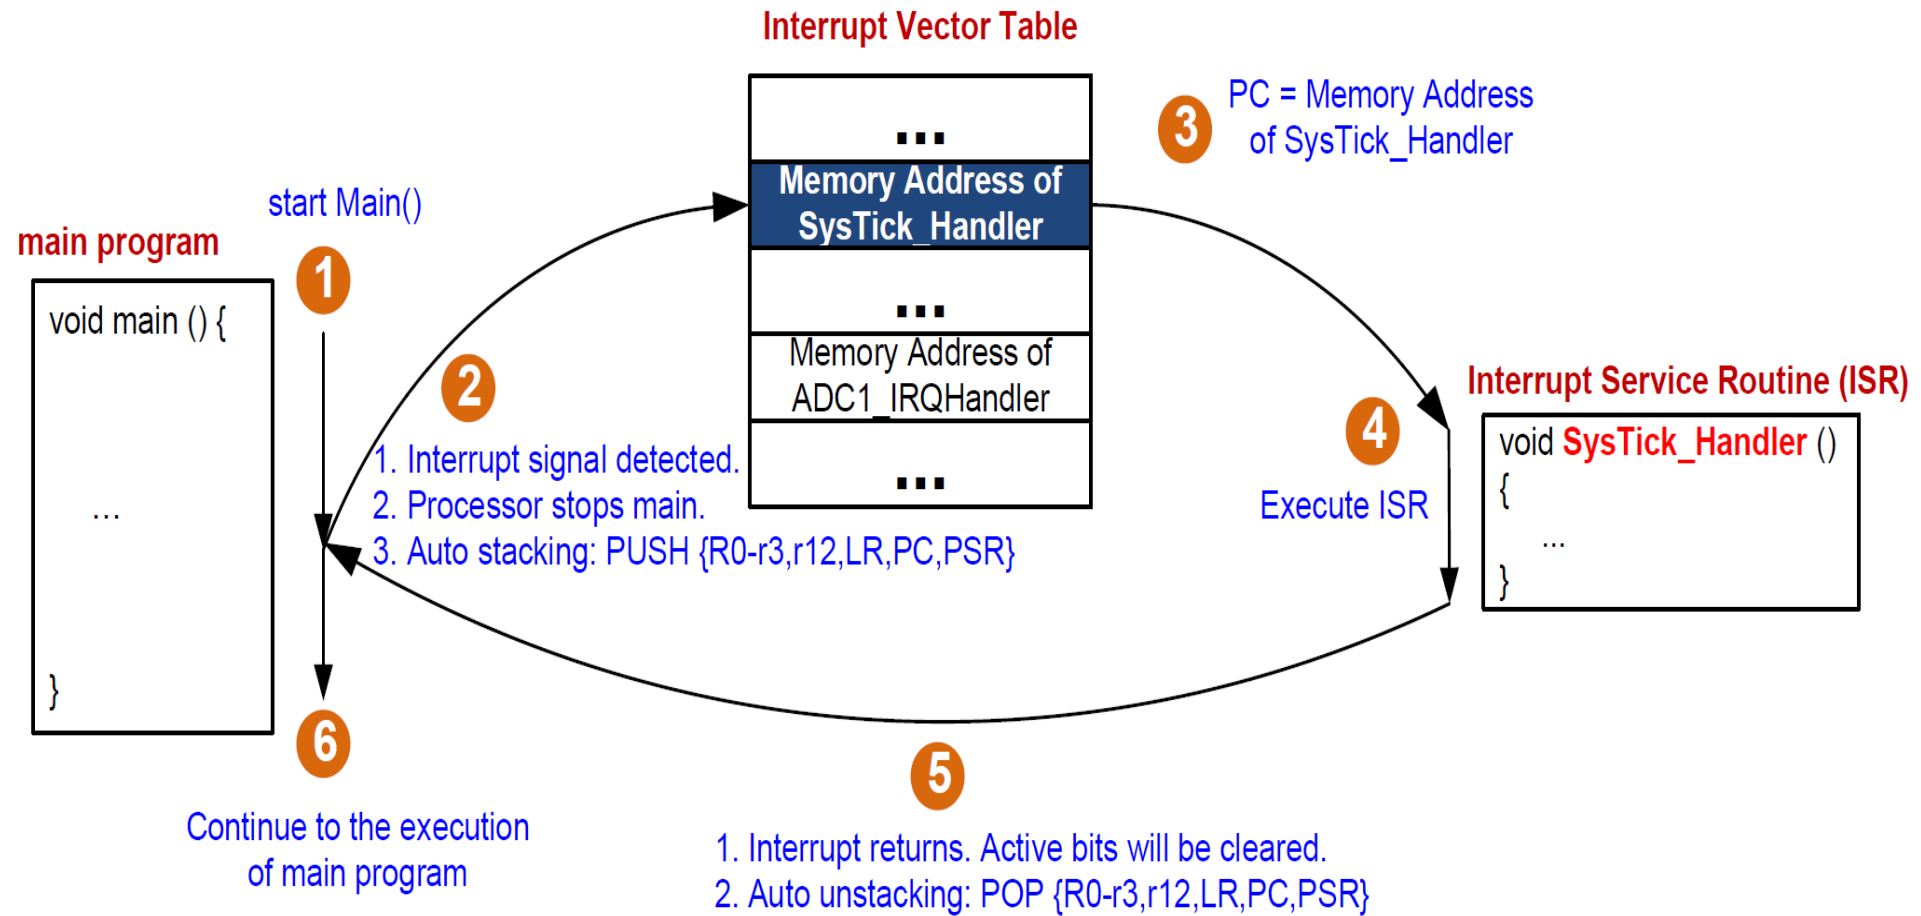 Interrupt Vector Table
...
Memory Address of
SysTick_Handler
...
Memory Address of
ADC1_IRQHandler
...
3
PC = Memory Address
of SysTick_Handler
start Main()
main program
1
void main () {
...
}
2
1. Interrupt signal detected.
2. Processor stops main.
3. Auto stacking: PUSH {R0-r3,r12,LR,PC,PSR}
4
Execute ISR
Interrupt Service Routine (ISR)
void SysTick_Handler ()
{
...
}
5
1. Interrupt returns. Active bits will be cleared.
2. Auto unstacking: POP {R0-r3,r12,LR,PC,PSR}
6
Continue to the execution
of main program